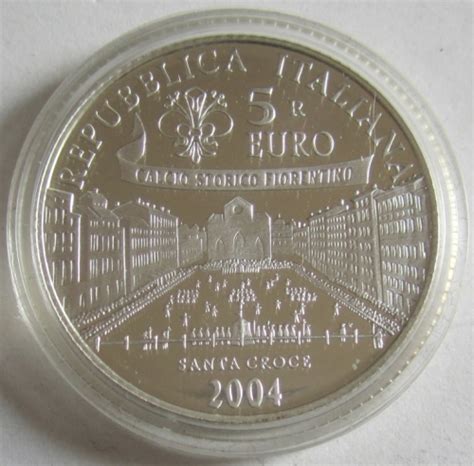 REPUBBLICA ITALIANA
5
R
EURO
CALCIO STORICO FIORENTINO
SANTA CROCE
2004